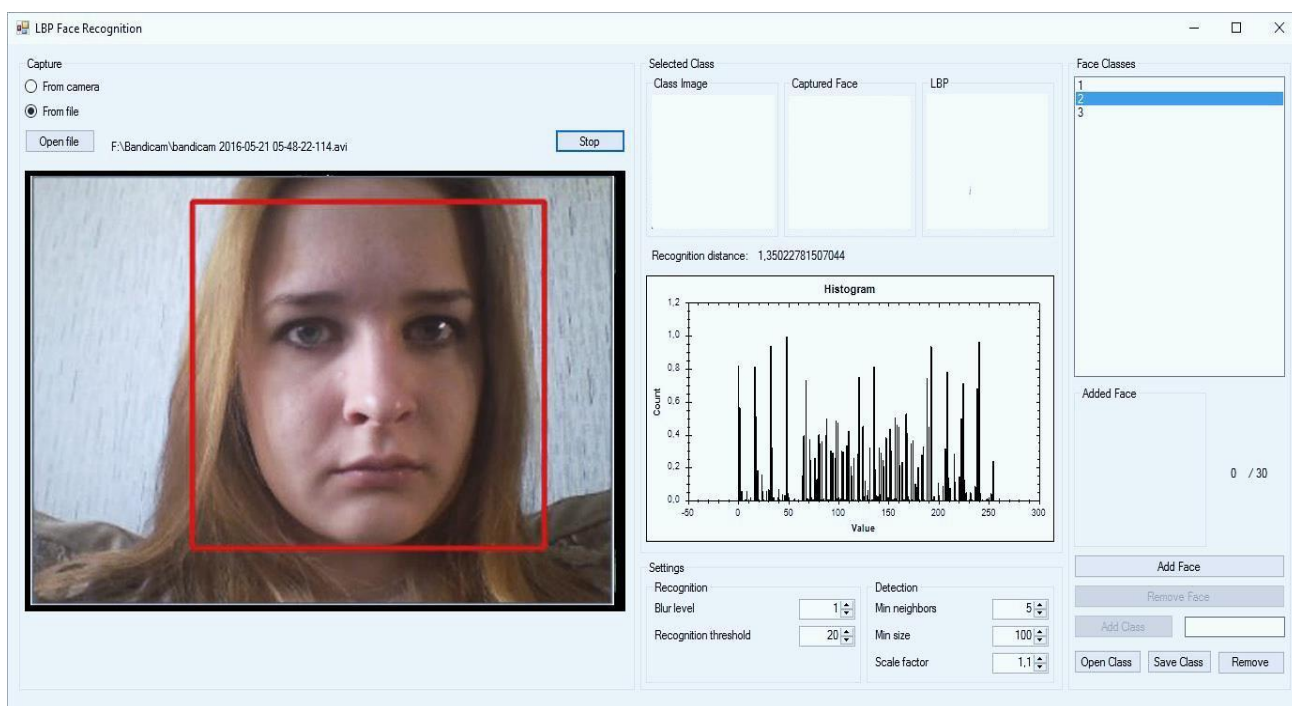 LBP Face Recognition
Capture
From camera
From file
Open file
F:\Bandicam\bandicam 2016-05-21 05-48-22-114.avi
Stop
Selected Class
Class Image
Captured Face
LBP
Recognition distance: 1,35022781507044
Histogram
1,2
1,0
0,8
0,6
0,4
0,2
0,0
Count
-50 0 50 100 150 200 250 300
Value
Settings
Recognition
Blur level 1
Recognition threshold 20
Detection
Min neighbors 5
Min size 100
Scale factor 1,1
Face Classes
1
2
3
Added Face
0 / 30
Add Face
Remove Face
Add Class
Open Class
Save Class
Remove